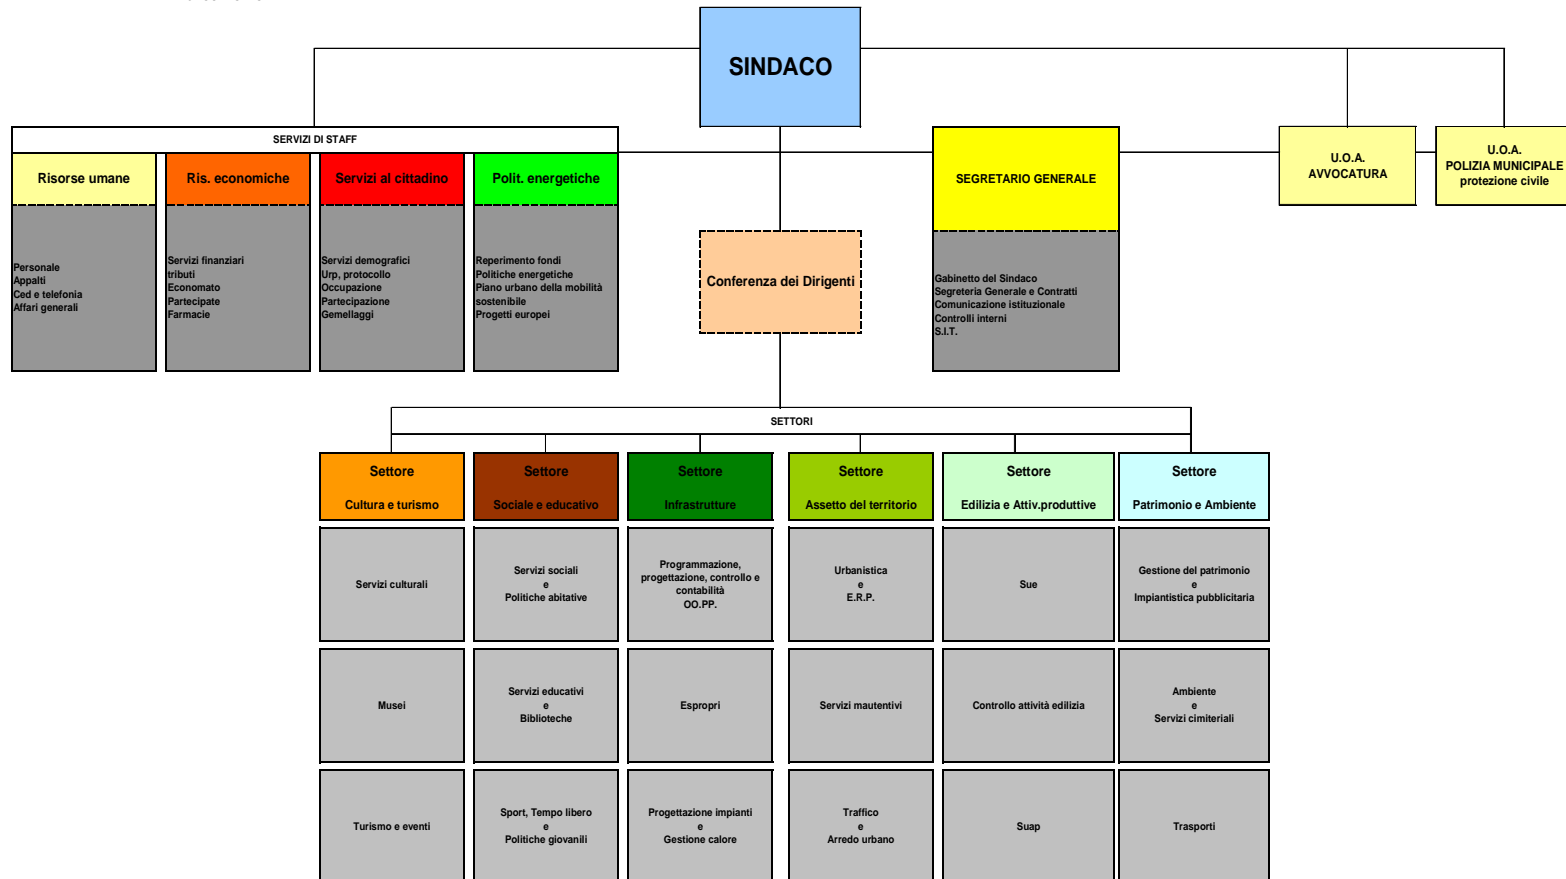 SINDACO
SERVIZI DI STAFF
Risorse umane
Ris. economiche
Servizi al cittadino
Polit. energetiche
SEGRETARIO GENERALE
U.O.A.
AVVOCATURA
U.O.A.
POLIZIA MUNICIPALE
protezione civile
Personale
Appalti
Ced e telefonia
Affari generali
Servizi finanziari
tributi
Economato
Partecipate
Farmacie
Servizi demografici
Urp, protocollo
Occupazione
Partecipazione
Gemellaggi
Reperimento fondi
Politiche energetiche
Piano urbano della mobilità
sostenibile
Progetti europei
Conferenza dei Dirigenti
Gabinetto del Sindaco
Segreteria Generale e Contratti
Comunicazione istituzionale
Controlli interni
S.I.T.
SETTORI
Settore
Cultura e turismo
Settore
Sociale e educativo
Settore
Infrastrutture
Settore
Assetto del territorio
Settore
Edilizia e Attiv.produttive
Settore
Patrimonio e Ambiente
Servizi culturali
Servizi sociali
e
Politiche abitative
Programmazione,
progettazione, controllo e
contabilità
OO.PP.
Urbanistica
e
E.R.P.
Sue
Gestione del patrimonio
e
Impiantistica pubblicitaria
Musei
Servizi educativi
e
Biblioteche
Espropri
Servizi mautentivi
Controllo attività edilizia
Ambiente
e
Servizi cimiteriali
Turismo e eventi
Sport, Tempo libero
e
Politiche giovanili
Progettazione impianti
e
Gestione calore
Traffico
e
Arredo urbano
Suap
Trasporti